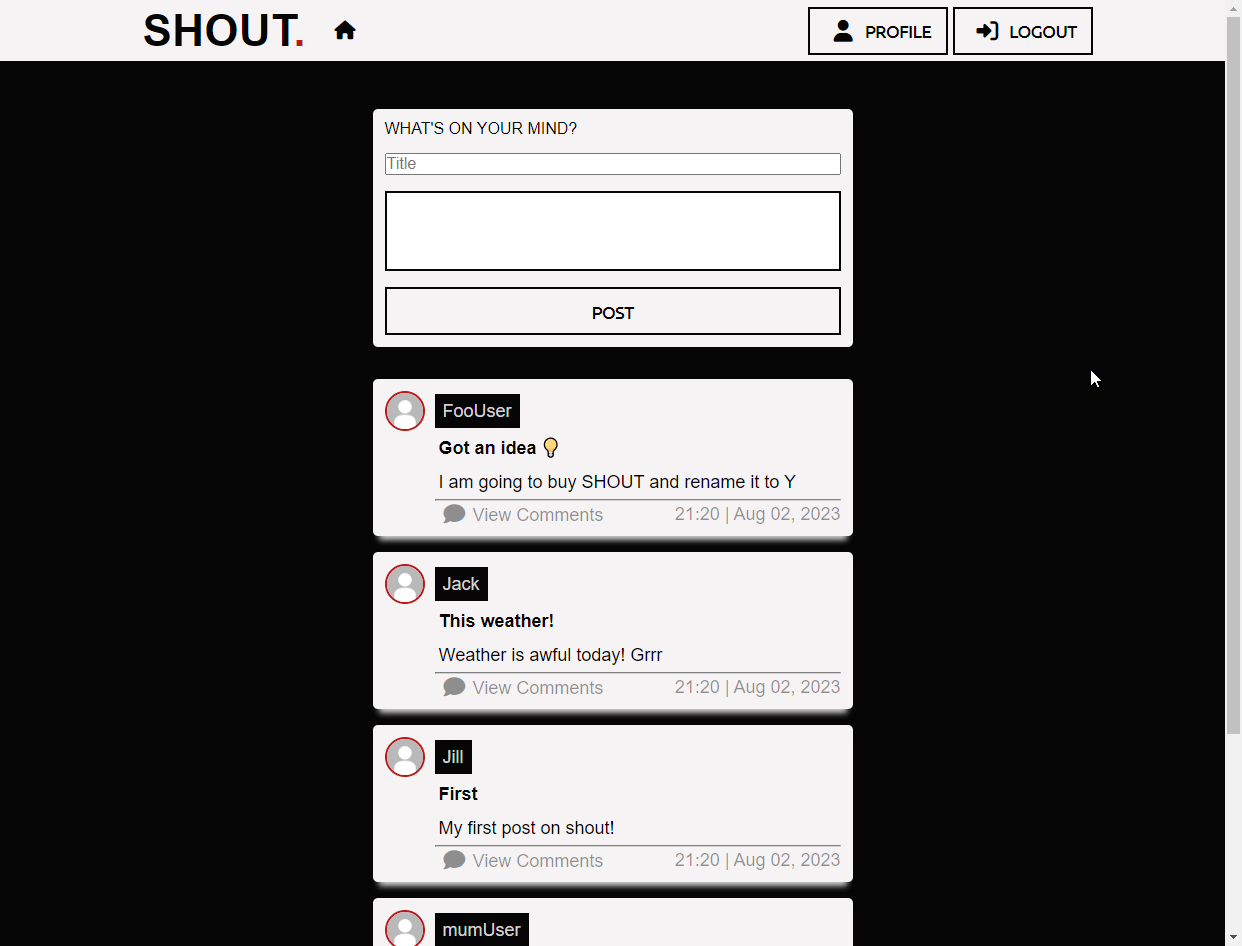 SHOUT.
PROFILE
LOGOUT
WHAT'S ON YOUR MIND?
Title
POST
FooUser
Got an idea 💡
I am going to buy SHOUT and rename it to Y
View Comments 21:20 | Aug 02, 2023
Jack
This weather!
Weather is awful today! Grrr
View Comments 21:20 | Aug 02, 2023
Jill
First
My first post on shout!
View Comments 21:20 | Aug 02, 2023
mumUser